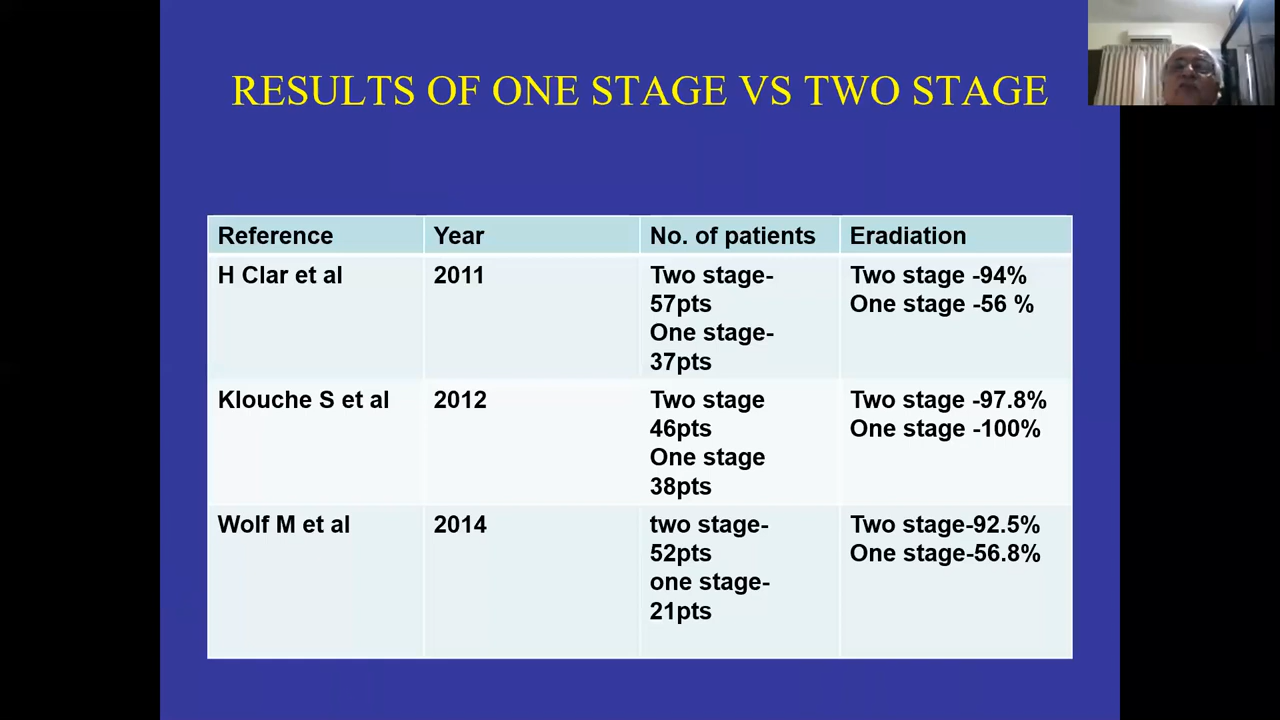 RESULTS OF ONE STAGE VS TWO STAGE
Reference Year No. of patients Eradiation
H Clar et al 2011 Two stage- Two stage -94%
57pts One stage -56 %
One stage-
37pts
Klouche S et al 2012 Two stage Two stage -97.8%
46pts One stage -100%
One stage
38pts
Wolf M et al 2014 two stage- Two stage-92.5%
52pts One stage-56.8%
one stage-
21pts